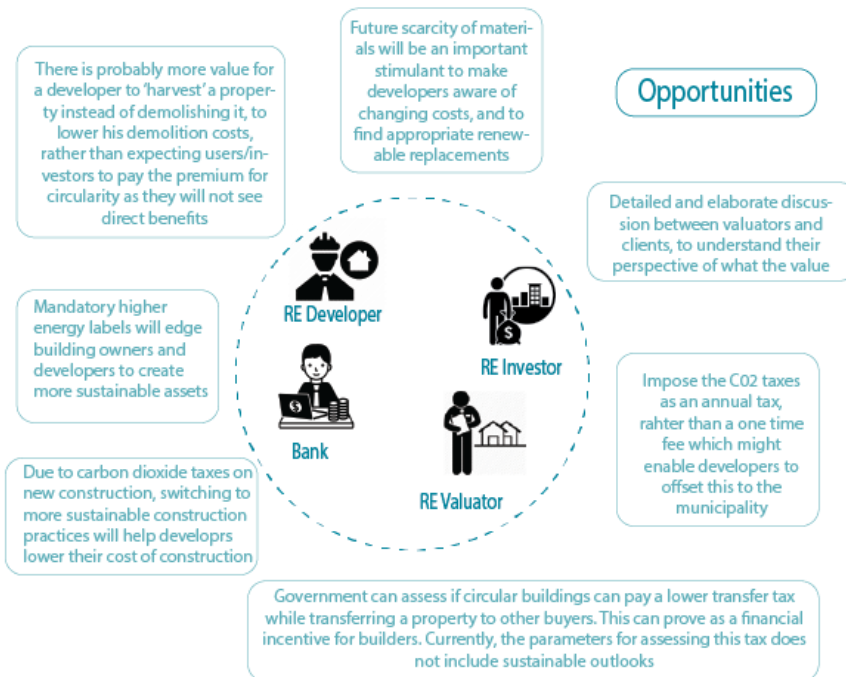 Opportunities
Future scarcity of materi-
als will be an important
stimulant to make
developers aware of
changing costs, and to
find appropriate renew-
able replacements
There is probably more value for
a developer to ‘harvest’ a prop-
erty instead of demolishing it, to
lower his demolition costs,
rather than expecting users/in-
vestors to pay the premium for
circularity as they will not see
direct benefits
Detailed and elaborate discus-
sion between valuators and
clients, to understand their
perspective of what the value
RE Developer
RE Investor
Bank
RE Valuator
Mandatory higher
energy labels will edge
building owners and
developers to create
more sustainable assets
Impose the C02 taxes
as an annual tax,
rahter than a one time
fee which might
enable developers to
offset this to the
municipality
Due to carbon dioxide taxes on
new construction, switching to
more sustainable construction
practices will help developrs
lower their cost of construction
Government can assess if circular buildings can pay a lower transfer tax
while transferring a property to other buyers. This can prove as a financial
incentive for builders. Currently, the parameters for assessing this tax does
not include sustainable outlooks